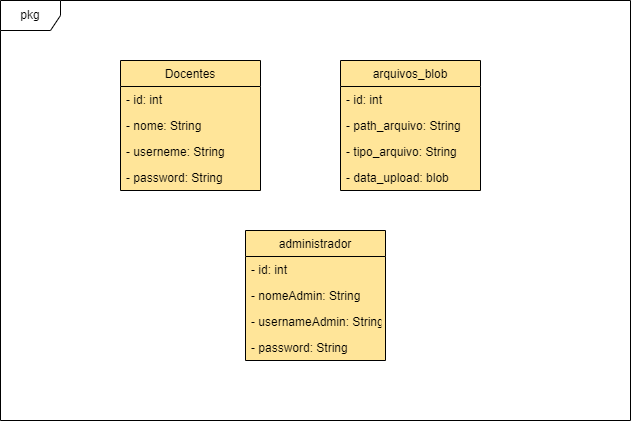 pkg
Docentes
- id: int
- nome: String
- userneme: String
- password: String
arquivos_blob
- id: int
- path_arquivo: String
- tipo_arquivo: String
- data_upload: blob
administrador
- id: int
- nomeAdmin: String
- usernameAdmin: String
- password: String